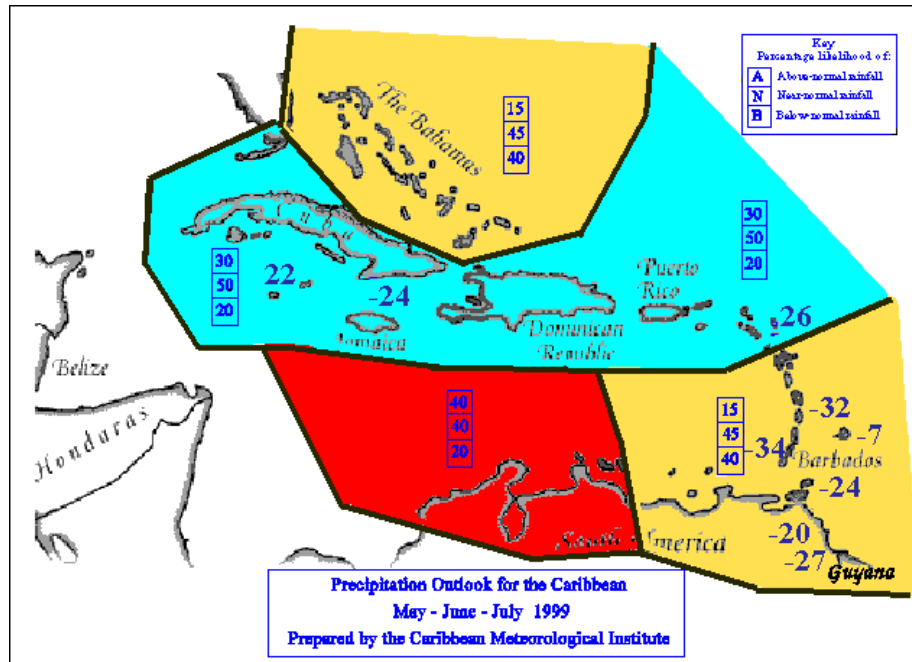 Key
Percentage likelihood of:
A Above-normal rainfall
N Near-normal rainfall
B Below-normal rainfall
The Bahamas
15
45
40
30
50
20
30
50
20
22
-24
Puerto
Rico
-26
Jamaica
Dominican
Republic
Belize
Honduras
40
40
20
15
45
40
-34
-32
-7
Barbados
-24
-20
-27
South America
Guyana
Precipitation Outlook for the Caribbean
May - June - July 1999
Prepared by the Caribbean Meteorological Institute